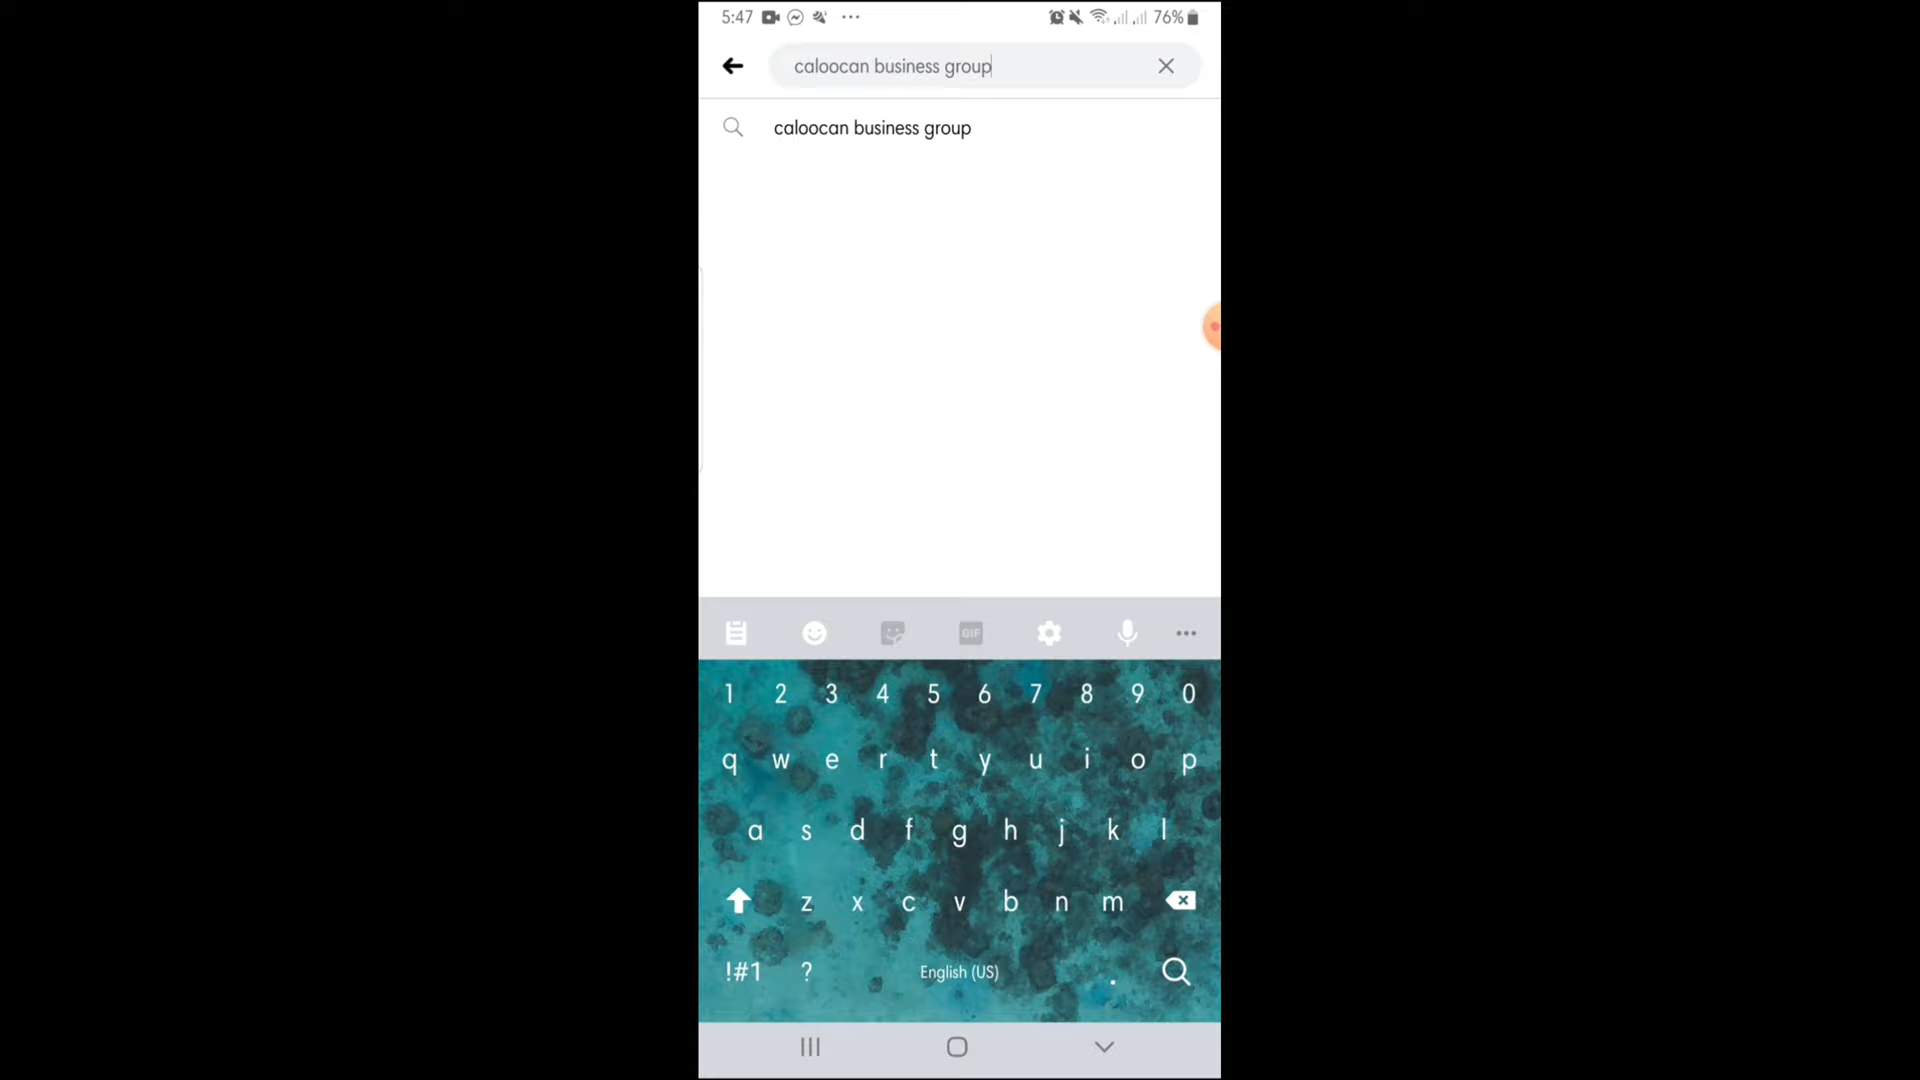 5:47 76%
caloocan business group
caloocan business group
GIF
1 2 3 4 5 6 7 8 9 0
q w e r t y u i o p
a s d f g h j k l
z x c v b n m
!#1 ? English (US) .